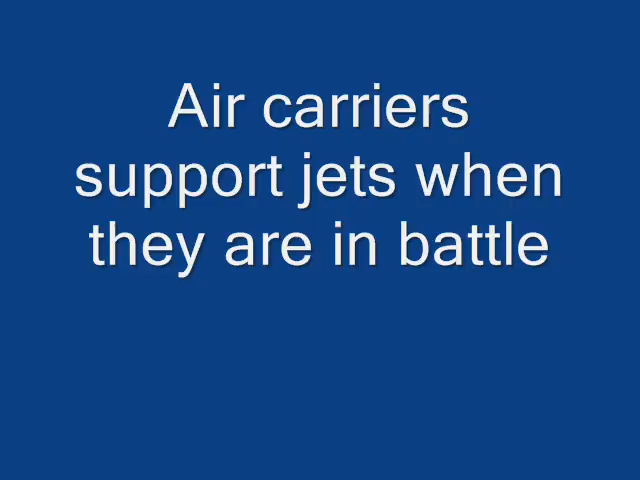 Air carriers
support jets when
they are in battle